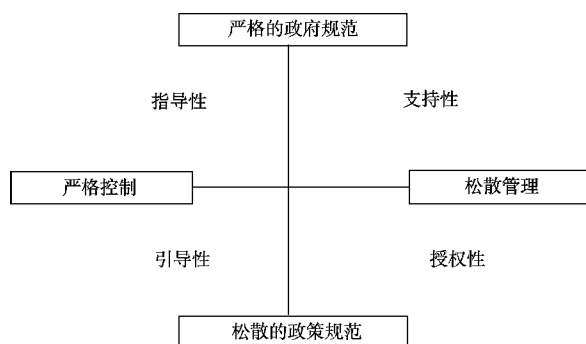 严格的政府规范
指导性
支持性
严格控制
松散管理
引导性
授权性
松散的政策规范